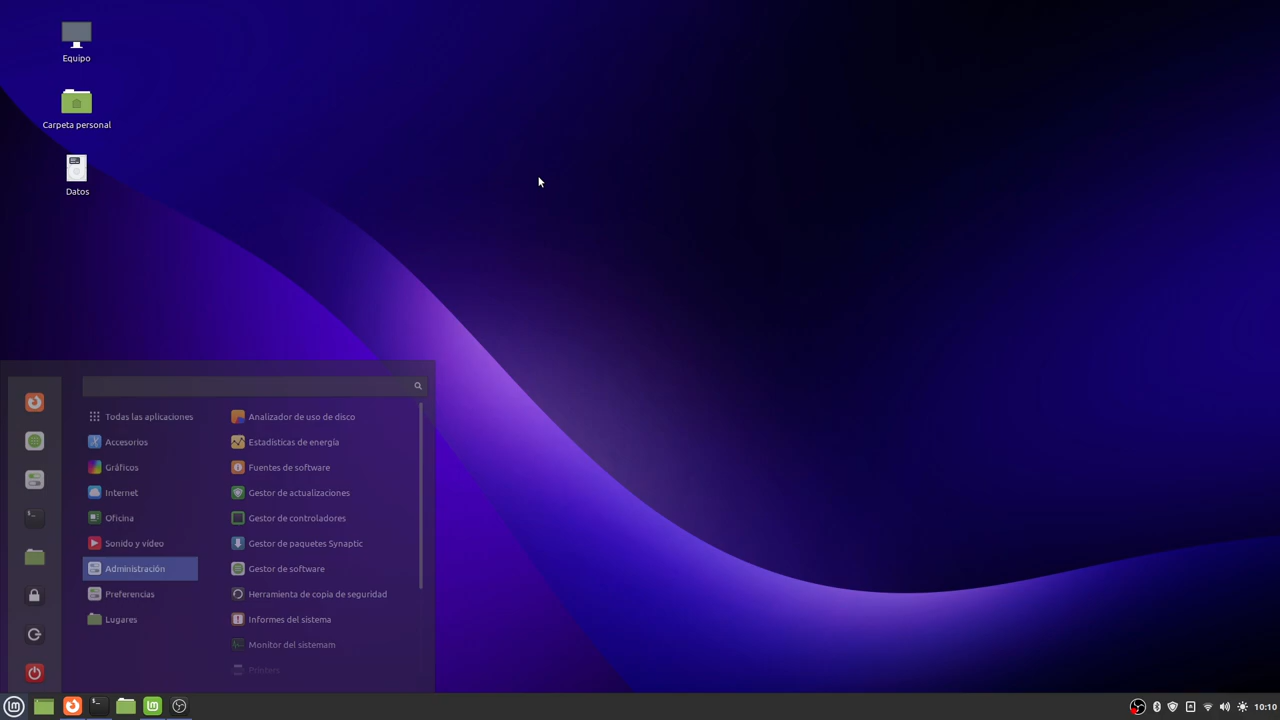 Equipo
Carpeta personal
Datos
Todas las aplicaciones
Accesorios
Gráficos
Internet
Oficina
Sonido y vídeo
Administración
Preferencias
Lugares
Analizador de uso de disco
Estadísticas de energía
Fuentes de software
Gestor de actualizaciones
Gestor de controladores
Gestor de paquetes Synaptic
Gestor de software
Herramienta de copia de seguridad
Informes del sistema
Monitor del sistemam
Printers
10:10